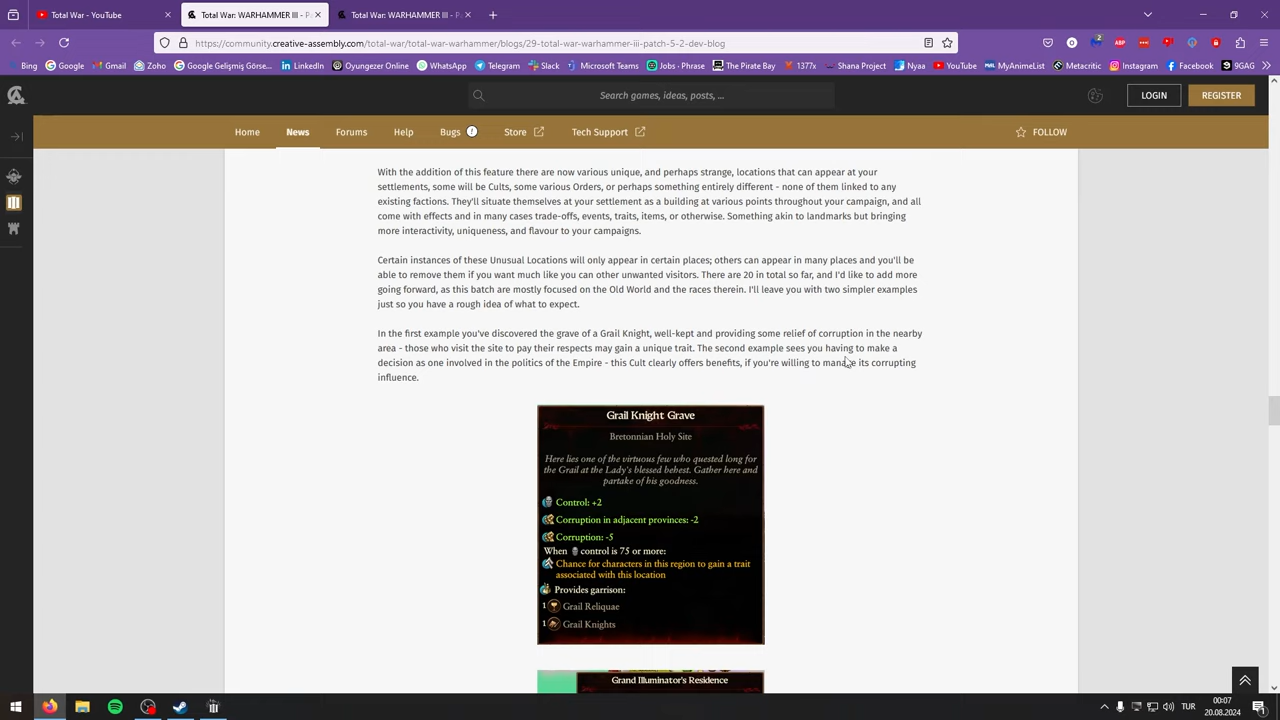 Total War - YouTube
Total War: WARHAMMER III - P
Total War: WARHAMMER III - P
https://community.creative-assembly.com/total-war/total-war-warhammer/blogs/29-total-war-warhammer-iii-patch-5-2-dev-blog
Bing Google Gmail Zoho Google Gelişmiş Görse... LinkedIn Oyungezer Online WhatsApp Telegram Slack Microsoft Teams Jobs · Phrase The Pirate Bay 1377x Shana Project Nyaa YouTube MyAnimeList Metacritic Instagram Facebook 9GAG
Search games, ideas, posts, ...
LOGIN REGISTER
Home News Forums Help Bugs Store Tech Support FOLLOW
With the addition of this feature there are now various unique, and perhaps strange, locations that can appear at your
settlements, some will be Cults, some various Orders, or perhaps something entirely different - none of them linked to any
existing factions. They'll situate themselves at your settlement as a building at various points throughout your campaign, and all
come with effects and in many cases trade-offs, events, traits, items, or otherwise. Something akin to landmarks but bringing
more interactivity, uniqueness, and flavour to your campaigns.
Certain instances of these Unusual Locations will only appear in certain places; others can appear in many places and you'll be
able to remove them if you want much like you can other unwanted visitors. There are 20 in total so far, and I'd like to add more
going forward, as this batch are mostly focused on the Old World and the races therein. I'll leave you with two simpler examples
just so you have a rough idea of what to expect.
In the first example you've discovered the grave of a Grail Knight, well-kept and providing some relief of corruption in the nearby
area - those who visit the site to pay their respects may gain a unique trait. The second example sees you having to make a
decision as one involved in the politics of the Empire - this Cult clearly offers benefits, if you're willing to manage its corrupting
influence.
Grail Knight Grave
Bretonnian Holy Site
Here lies one of the virtuous few who quested long for
the Grail at the Lady's blessed behest. Gather here and
partake of his goodness.
Control: +2
Corruption in adjacent provinces: -2
Corruption: -5
When control is 75 or more:
Chance for characters in this region to gain a trait
associated with this location
Provides garrison:
1 Grail Reliquae
1 Grail Knights
Grand Illuminator's Residence
TUR
00:07
20.08.2024